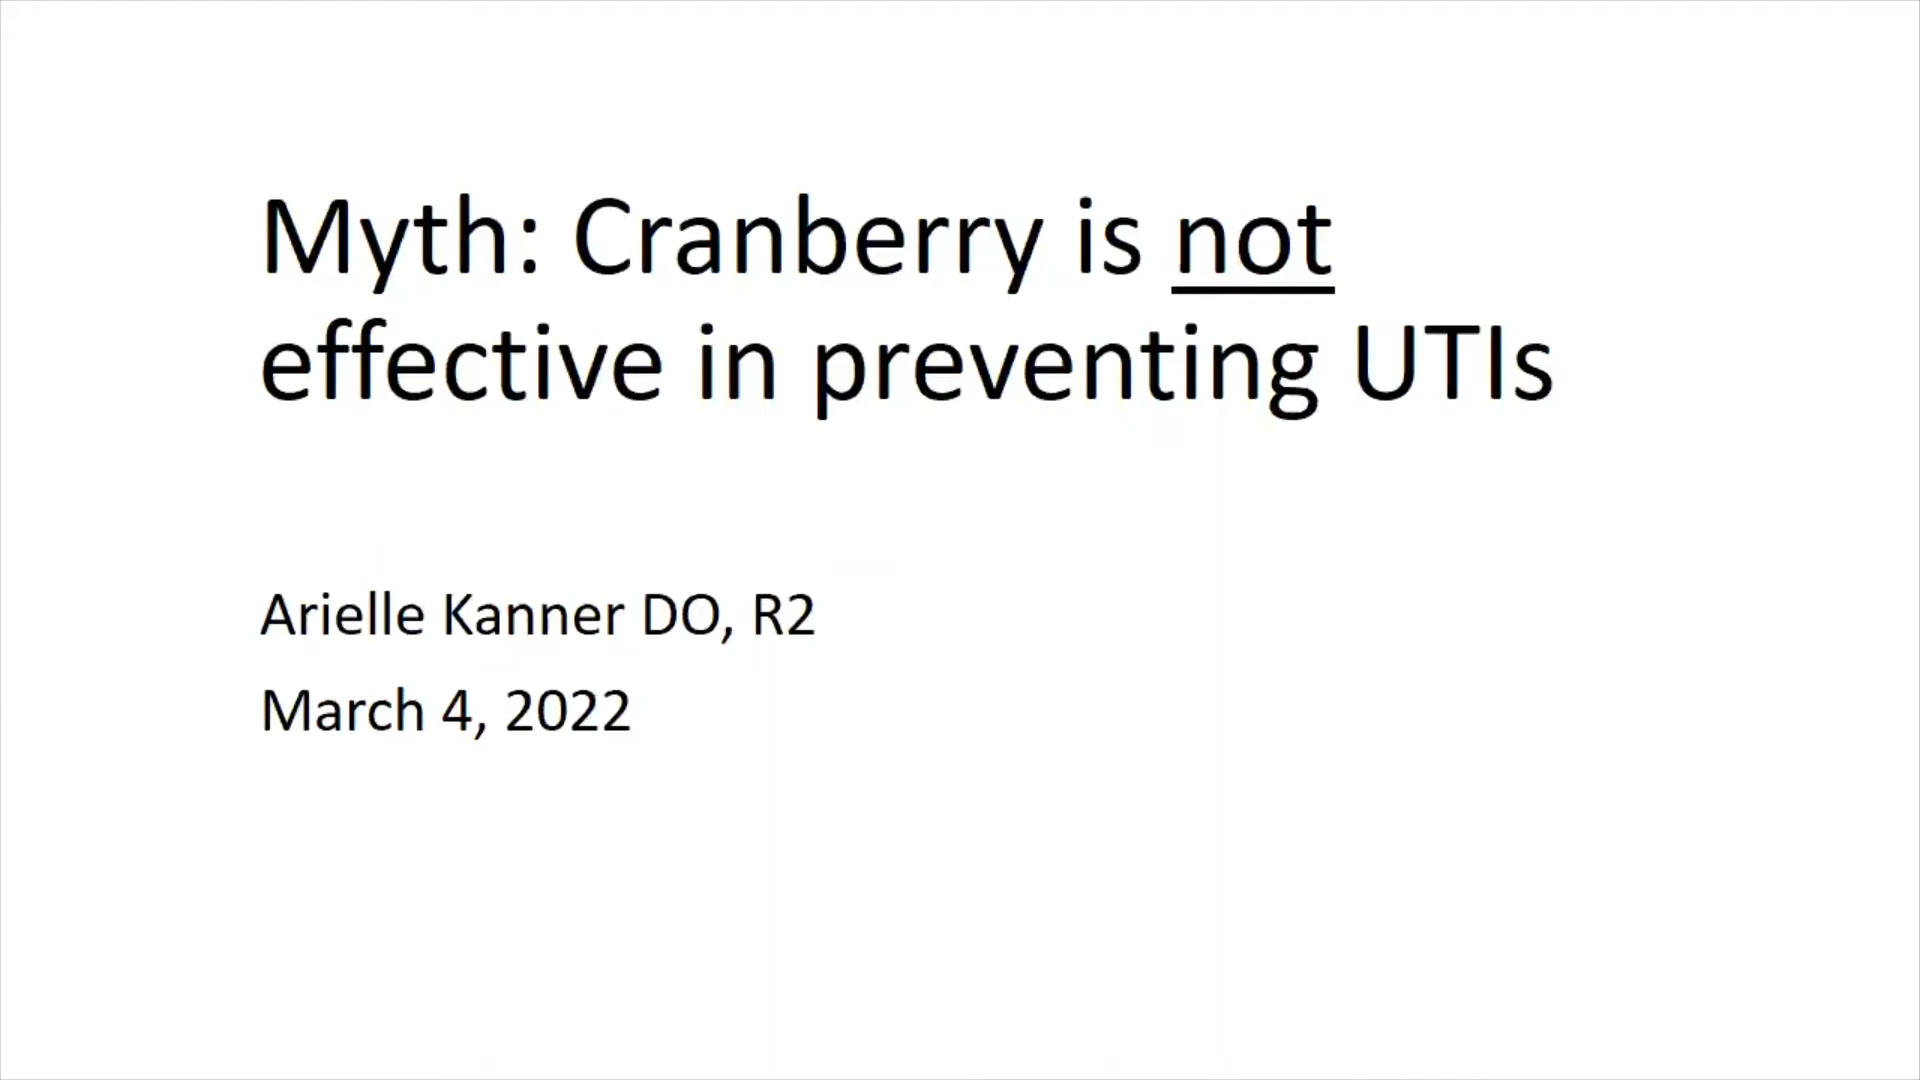 Myth: Cranberry is not
effective in preventing UTIs
Arielle Kanner DO, R2
March 4, 2022